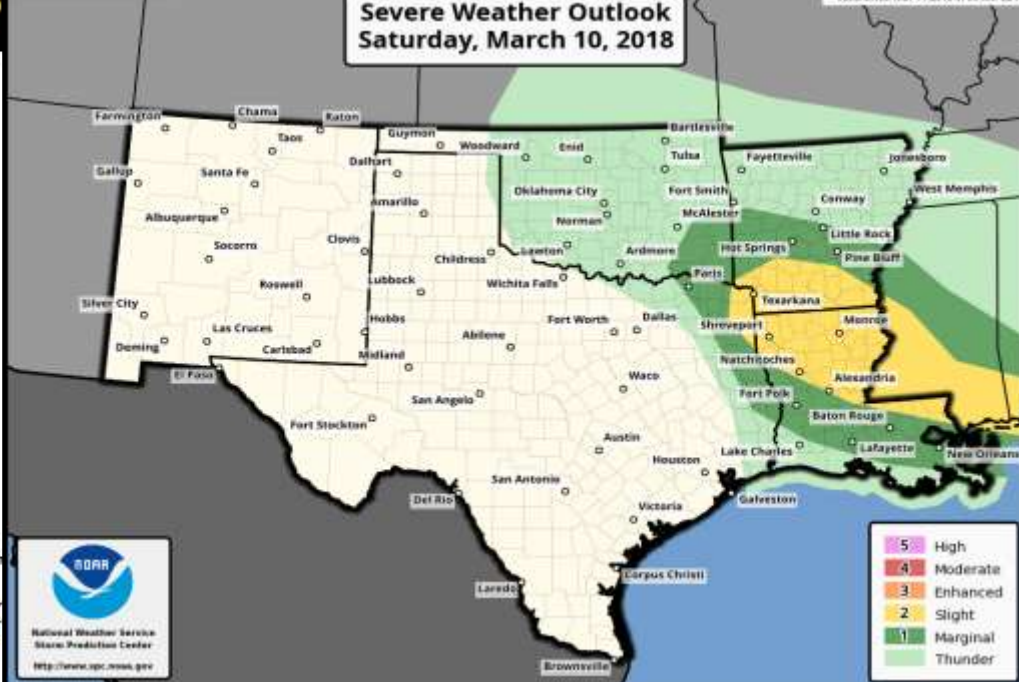 Severe Weather Outlook
Saturday, March 10, 2018
Farmington
Chama
Raton
Taos
Guymon
Woodward
Enid
Bartlesville
Tulsa
Fayetteville
Jonesboro
Gallup
Santa Fe
Dalhart
Oklahoma City
Fort Smith
West Memphis
Albuquerque
Amarillo
Norman
McAlester
Conway
Socorro
Clovis
Childress
Lawton
Ardmore
Hot Springs
Little Rock
Pine Bluff
Roswell
Lubbock
Wichita Falls
Paris
Texarkana
Silver City
Las Cruces
Hobbs
Abilene
Fort Worth
Dallas
Shreveport
Monroe
Deming
Carlsbad
Midland
Natchitoches
El Paso
San Angelo
Waco
Alexandria
Fort Polk
Fort Stockton
Austin
Baton Rouge
Houston
Lake Charles
Lafayette
New Orleans
San Antonio
Del Rio
Victoria
Galveston
Laredo
Corpus Christi
Brownsville
NOAA
National Weather Service
Storm Prediction Center
http://www.spc.noaa.gov
5 High
4 Moderate
3 Enhanced
2 Slight
1 Marginal
Thunder